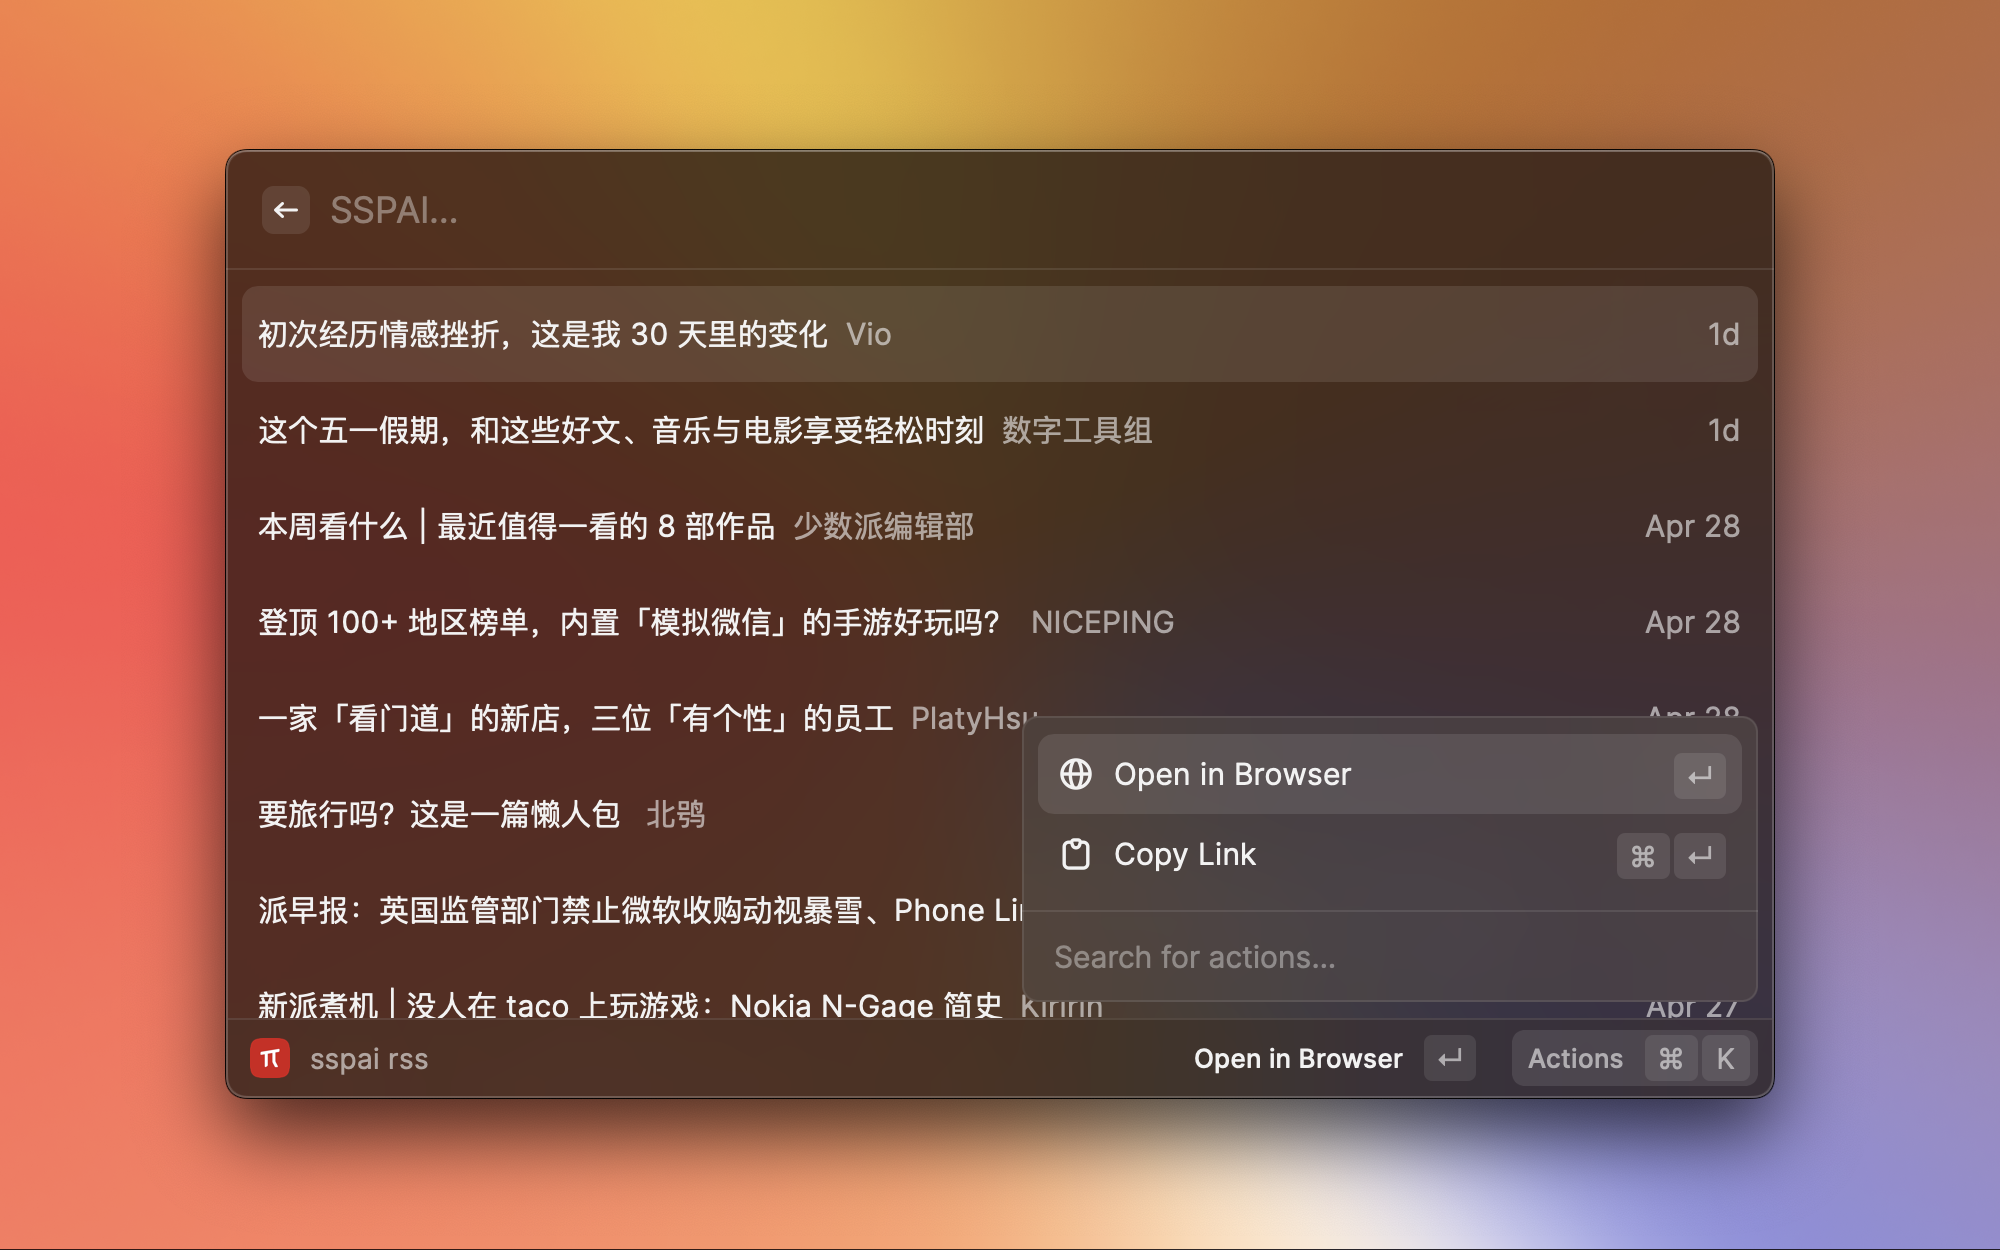 SSPAI...
初次经历情感挫折，这是我 30 天里的变化 Vio 1d
这个五一假期，和这些好文、音乐与电影享受轻松时刻 数字工具组 1d
本周看什么 | 最近值得一看的 8 部作品 少数派编辑部 Apr 28
登顶 100+ 地区榜单，内置「模拟微信」的手游好玩吗？ NICEPING Apr 28
一家「看门道」的新店，三位「有个性」的员工 PlatyHsu Apr 28
要旅行吗？这是一篇懒人包 北鸮
派早报：英国监管部门禁止微软收购动视暴雪、Phone
新派煮机 | 没人在 taco 上玩游戏：Nokia N-Gage 简史 Kiririn Apr 27
Open in Browser ↵
Copy Link ⌘ ↵
Search for actions...
π sspai rss Open in Browser ↵ Actions ⌘ K